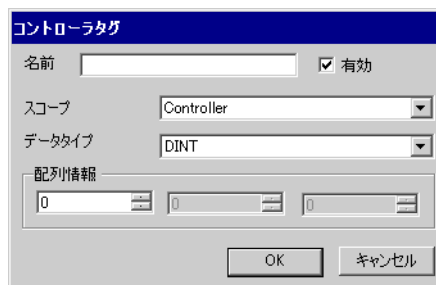 コントローラタグ
名前
有効
スコープ Controller
データタイプ DINT
配列情報
0 0 0
OK キャンセル